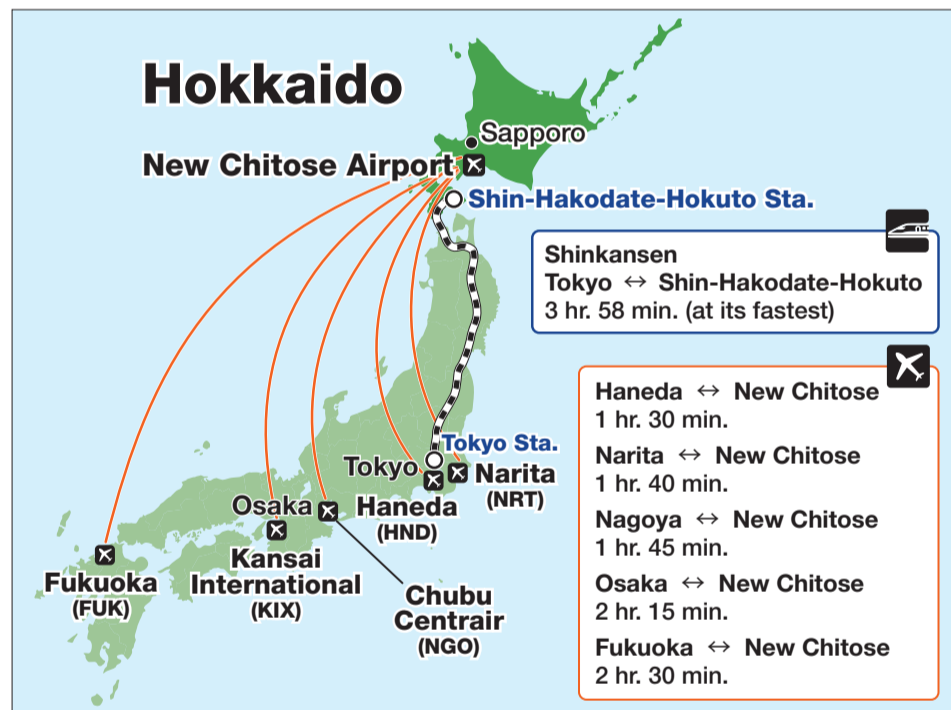 Hokkaido
Sapporo
New Chitose Airport
Shin-Hakodate-Hokuto Sta.
Shinkansen
Tokyo ↔ Shin-Hakodate-Hokuto
3 hr. 58 min. (at its fastest)
Haneda ↔ New Chitose
1 hr. 30 min.
Narita ↔ New Chitose
1 hr. 40 min.
Nagoya ↔ New Chitose
1 hr. 45 min.
Osaka ↔ New Chitose
2 hr. 15 min.
Fukuoka ↔ New Chitose
2 hr. 30 min.
Tokyo Sta.
Tokyo
Narita
(NRT)
Haneda
(HND)
Osaka
Kansai
International
(KIX)
Chubu
Centrair
(NGO)
Fukuoka
(FUK)